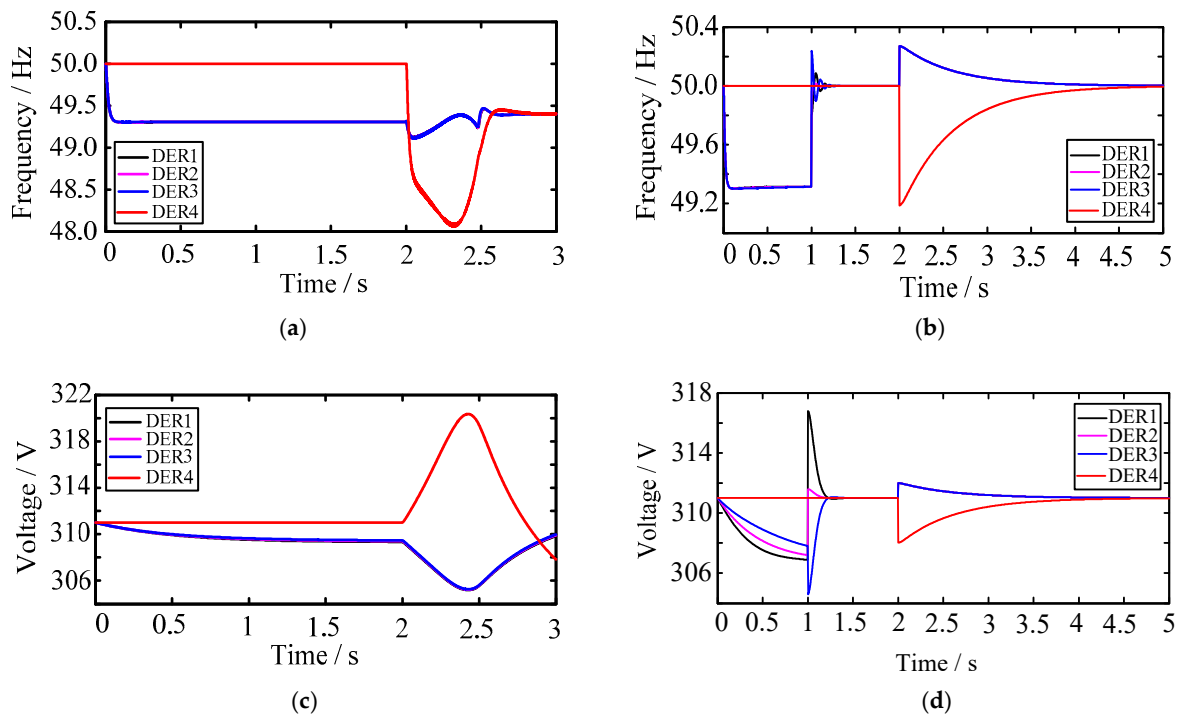 Frequency / Hz
50.5
50.0
49.5
49.0
48.5
48.0
DER1
DER2
DER3
DER4
0 0.5 1 1.5 2 2.5 3
Time / s
(a)
Frequency / Hz
50.4
50.0
49.6
49.2
DER1
DER2
DER3
DER4
0 0.5 1 1.5 2 2.5 3 3.5 4 4.5 5
Time / s
(b)
Voltage / V
322
318
314
310
306
DER1
DER2
DER3
DER4
0 0.5 1 1.5 2 2.5 3
Time / s
(c)
Voltage / V
318
314
310
306
DER1
DER2
DER3
DER4
0 0.5 1 1.5 2 2.5 3 3.5 4 4.5 5
Time / s
(d)